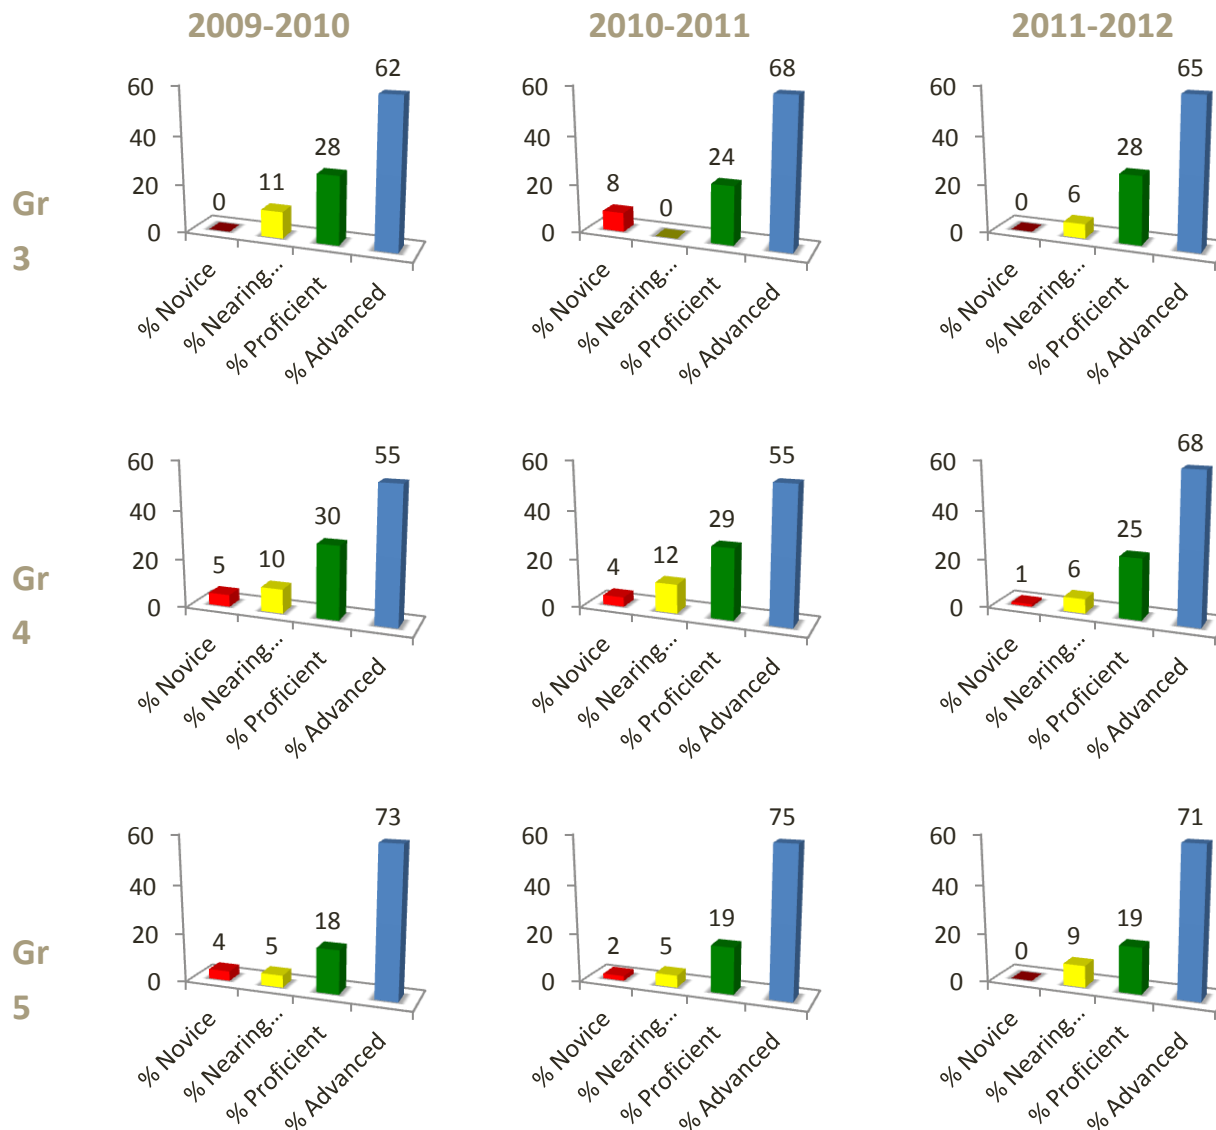 2009-2010 2010-2011 2011-2012
Gr
3
60
40
20
0
0
11
28
62
% Novice
% Nearing...
% Proficient
% Advanced
60
40
20
0
8
0
24
68
% Novice
% Nearing...
% Proficient
% Advanced
60
40
20
0
0
6
28
65
% Novice
% Nearing...
% Proficient
% Advanced
Gr
4
60
40
20
0
5
10
30
55
% Novice
% Nearing...
% Proficient
% Advanced
60
40
20
0
4
12
29
55
% Novice
% Nearing...
% Proficient
% Advanced
60
40
20
0
1
6
25
68
% Novice
% Nearing...
% Proficient
% Advanced
Gr
5
60
40
20
0
4
5
18
73
% Novice
% Nearing...
% Proficient
% Advanced
60
40
20
0
2
5
19
75
% Novice
% Nearing...
% Proficient
% Advanced
60
40
20
0
0
9
19
71
% Novice
% Nearing...
% Proficient
% Advanced